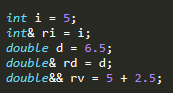 int i = 5;
int& ri = i;
double d = 6.5;
double& rd = d;
double&& rv = 5 + 2.5;